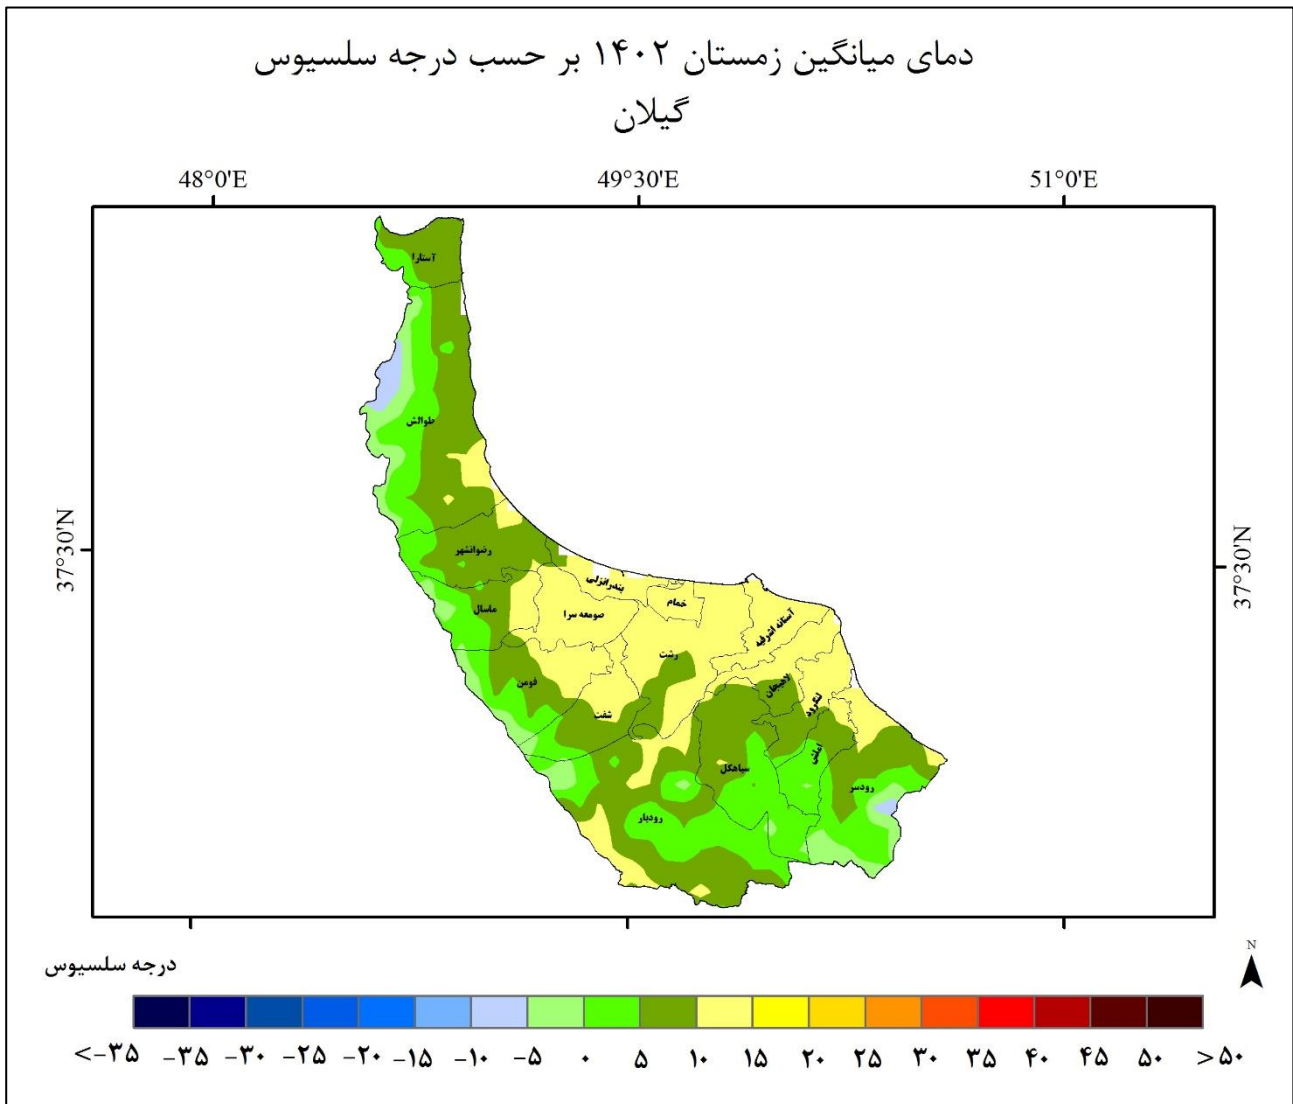 دمای میانگین زمستان ۱۴۰۲ بر حسب درجه سلسیوس
گیلان
48°0'E 49°30'E 51°0'E
37°30'N
37°30'N
آستارا
طوالش
رضوانشهر
بندرانزلی
ماسال
صومعه سرا
خمام
آستانه اشرفیه
رشت
فومن
لاهیجان
لنگرود
شفت
املش
سیاهکل
رودسر
رودبار
درجه سلسیوس
N
<-۳۵ -۳۵ -۳۰ -۲۵ -۲۰ -۱۵ -۱۰ -۵ ۰ ۵ ۱۰ ۱۵ ۲۰ ۲۵ ۳۰ ۳۵ ۴۰ ۴۵ ۵۰ >۵۰